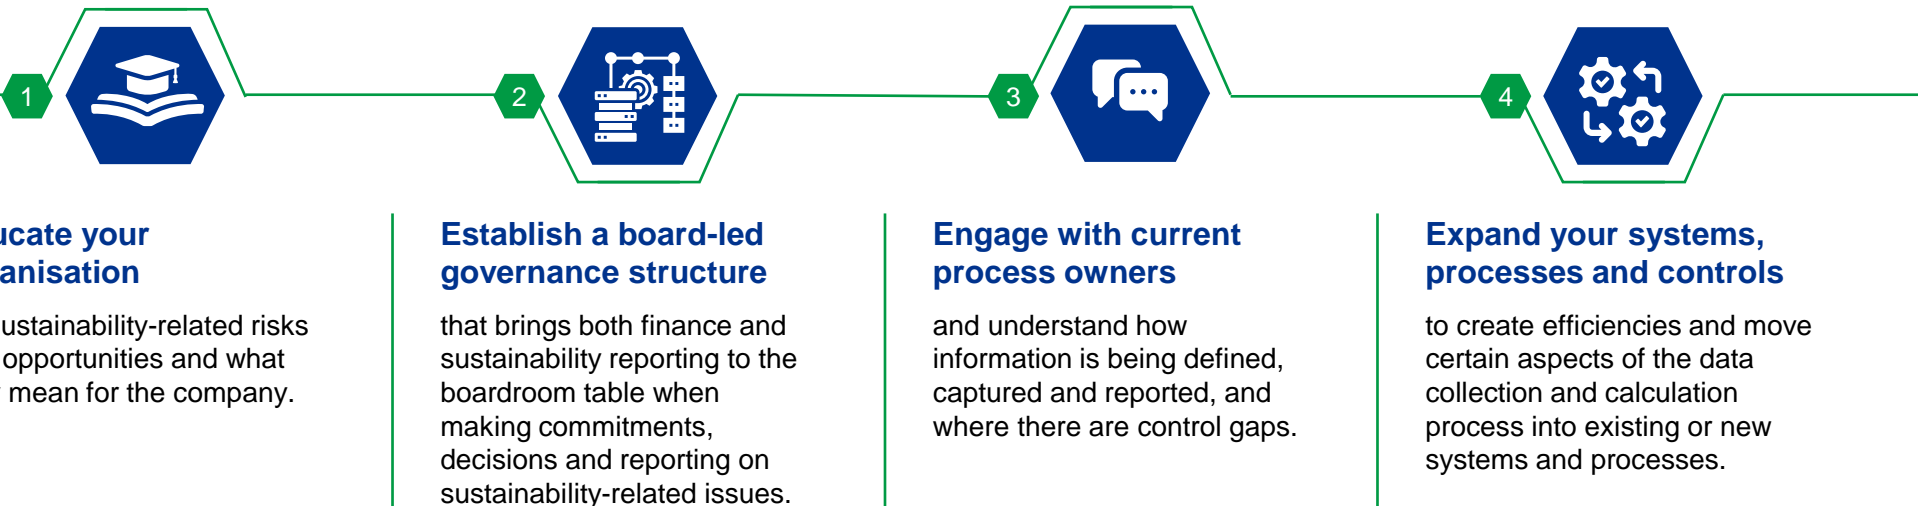 1
ucate your
anisation
ustainability-related risks
opportunities and what
mean for the company.
2
Establish a board-led
governance structure
that brings both finance and
sustainability reporting to the
boardroom table when
making commitments,
decisions and reporting on
sustainability-related issues.
3
Engage with current
process owners
and understand how
information is being defined,
captured and reported, and
where there are control gaps.
4
Expand your systems,
processes and controls
to create efficiencies and move
certain aspects of the data
collection and calculation
process into existing or new
systems and processes.